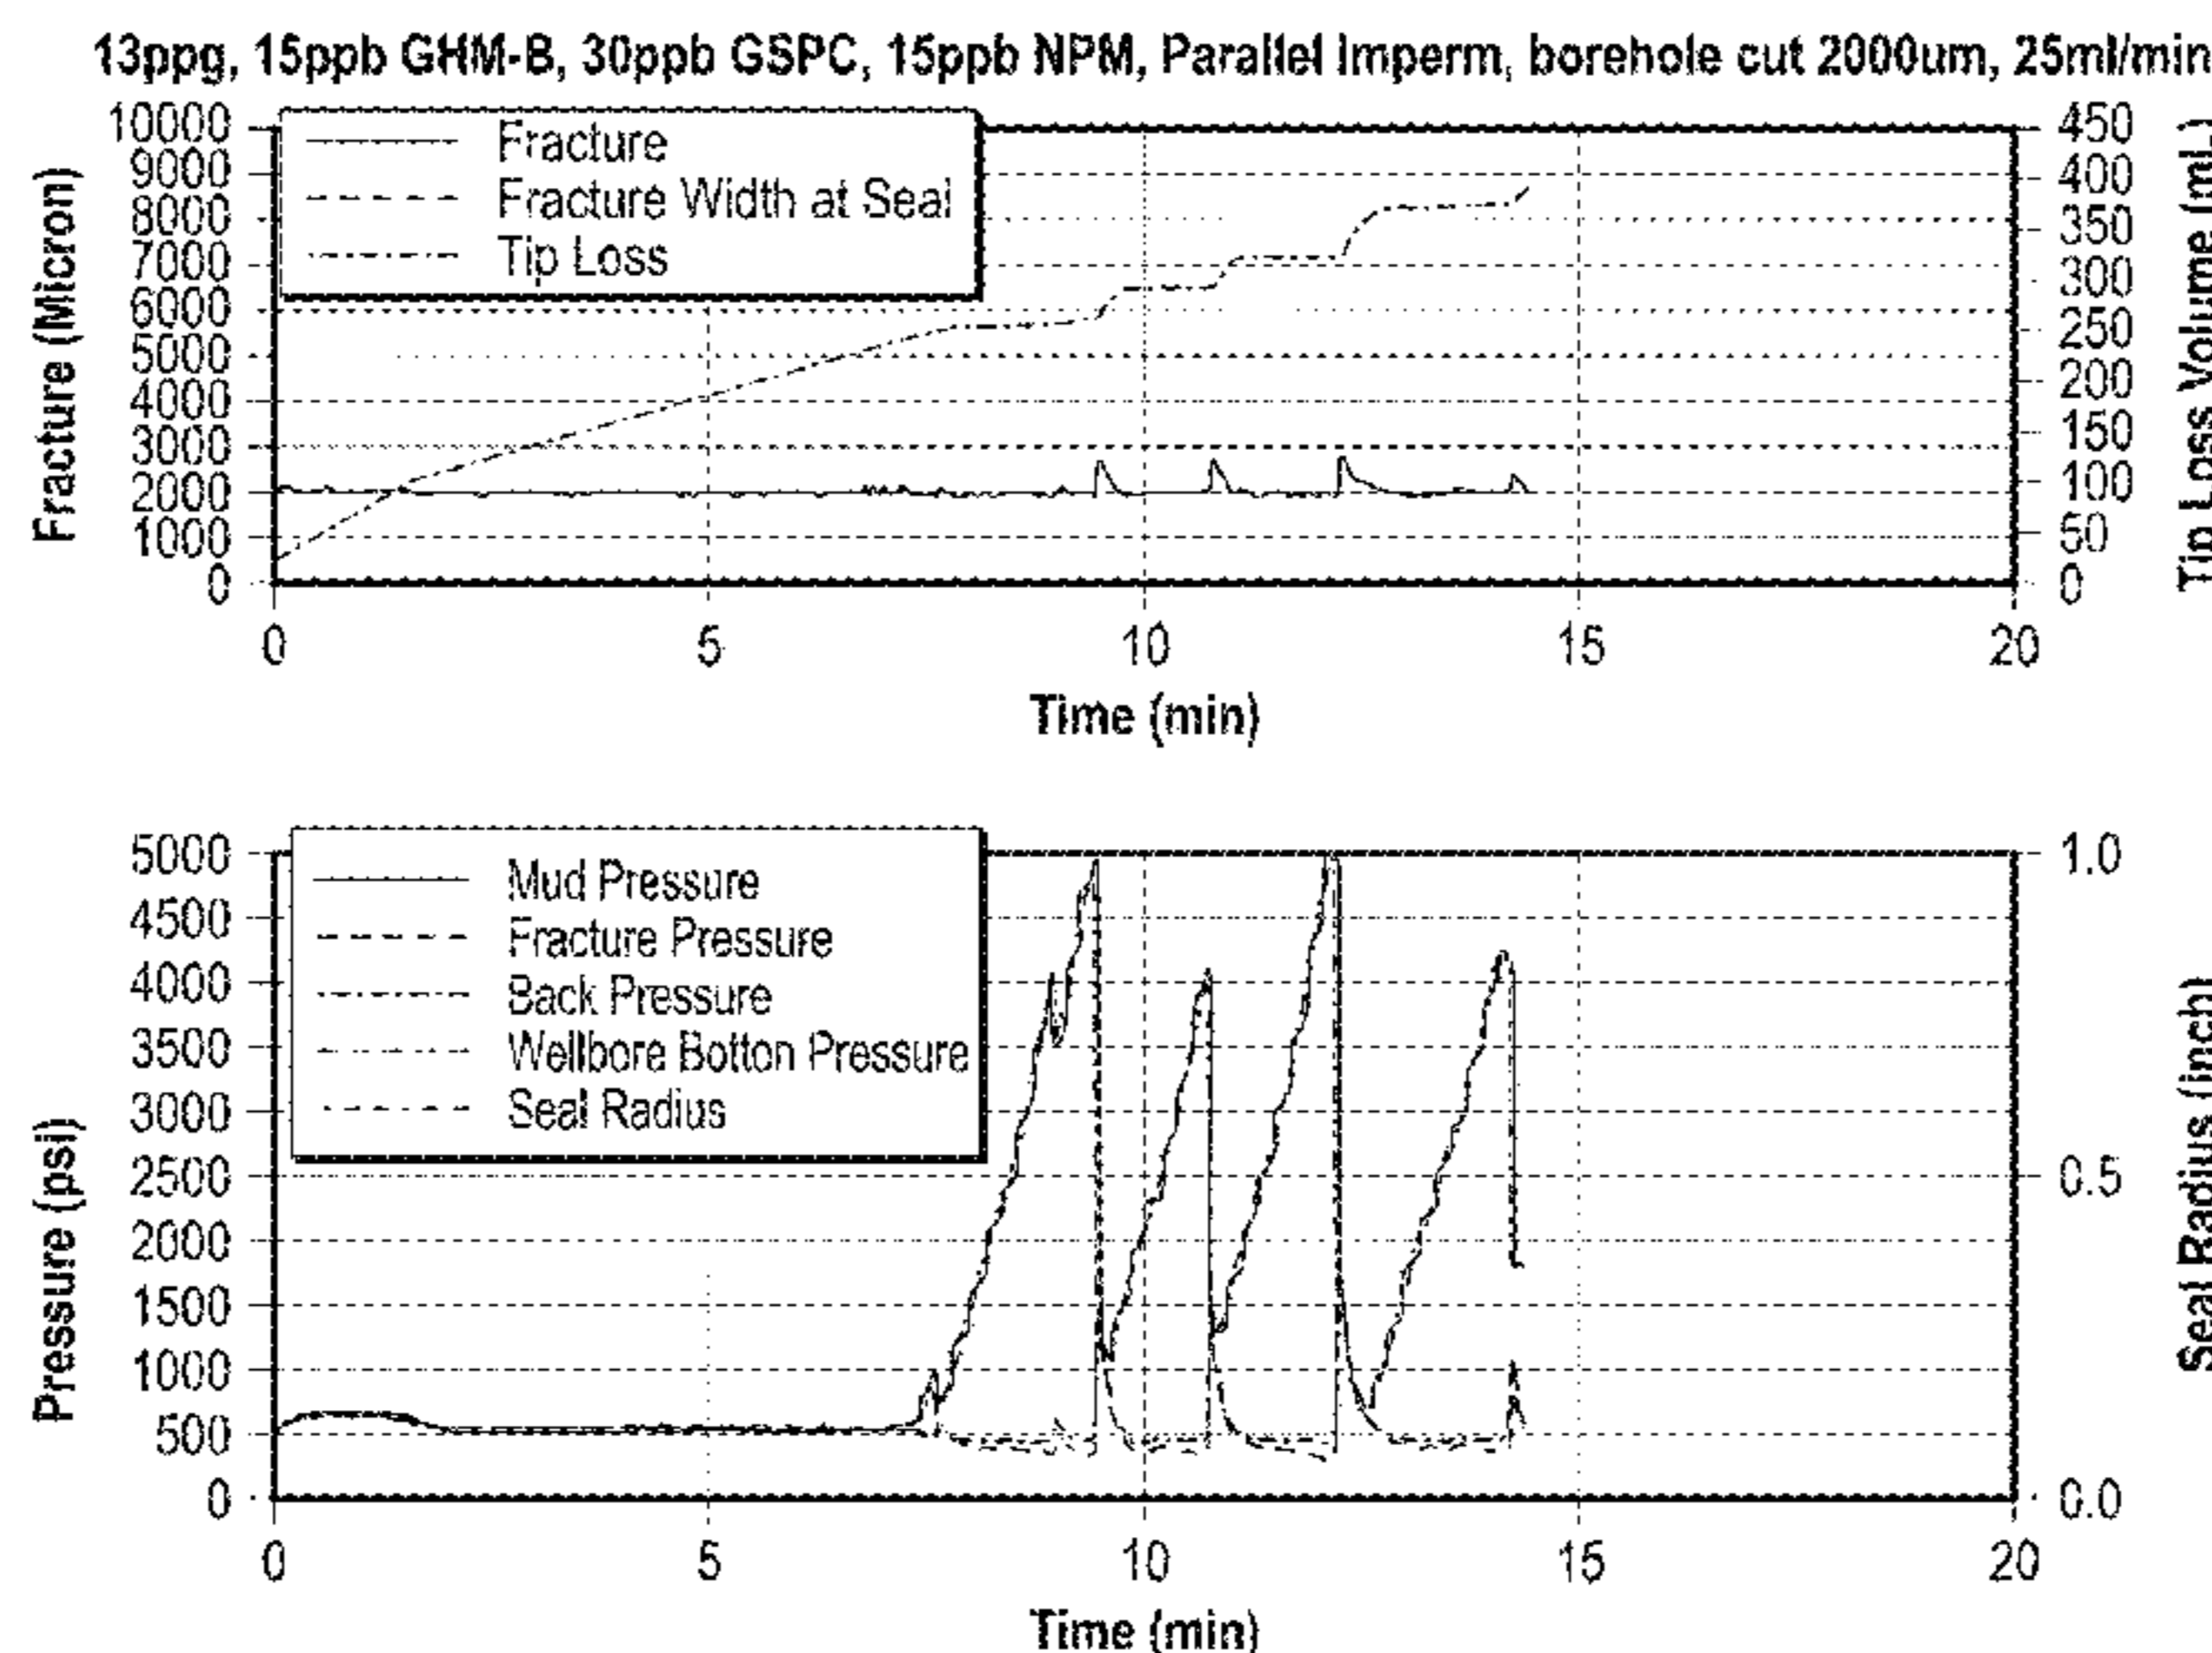 13ppg, 15ppb GHM-B, 30ppb GSPC, 15ppb NPM, Parallel Imperm, borehole cut 2000um, 25ml/min
Fracture
Fracture Width at Seal
Tip Loss
Fracture (Micron)
10000
9000
8000
7000
6000
5000
4000
3000
2000
1000
0
450
400
350
300
250
200
150
100
50
0
Tip Loss Volume (mL)
0 5 10 15 20
Time (min)
Mud Pressure
Fracture Pressure
Back Pressure
Wellbore Botton Pressure
Seal Radius
Pressure (psi)
5000
4500
4000
3500
3000
2500
2000
1500
1000
500
0
1.0
0.5
0.0
Seal Radius (inch)
0 5 10 15 20
Time (min)